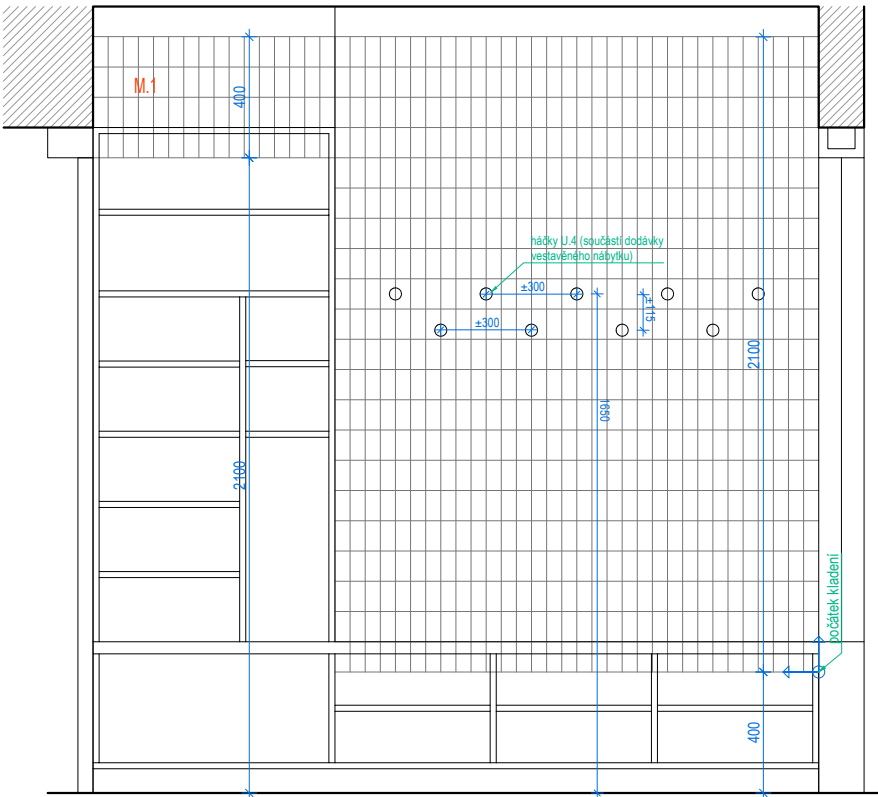 M.1
400
háčky U.4 (součástí dodávky
vestavěného nábytku)
±300
±300
±115
2100
1650
2100
počátek kladení
400